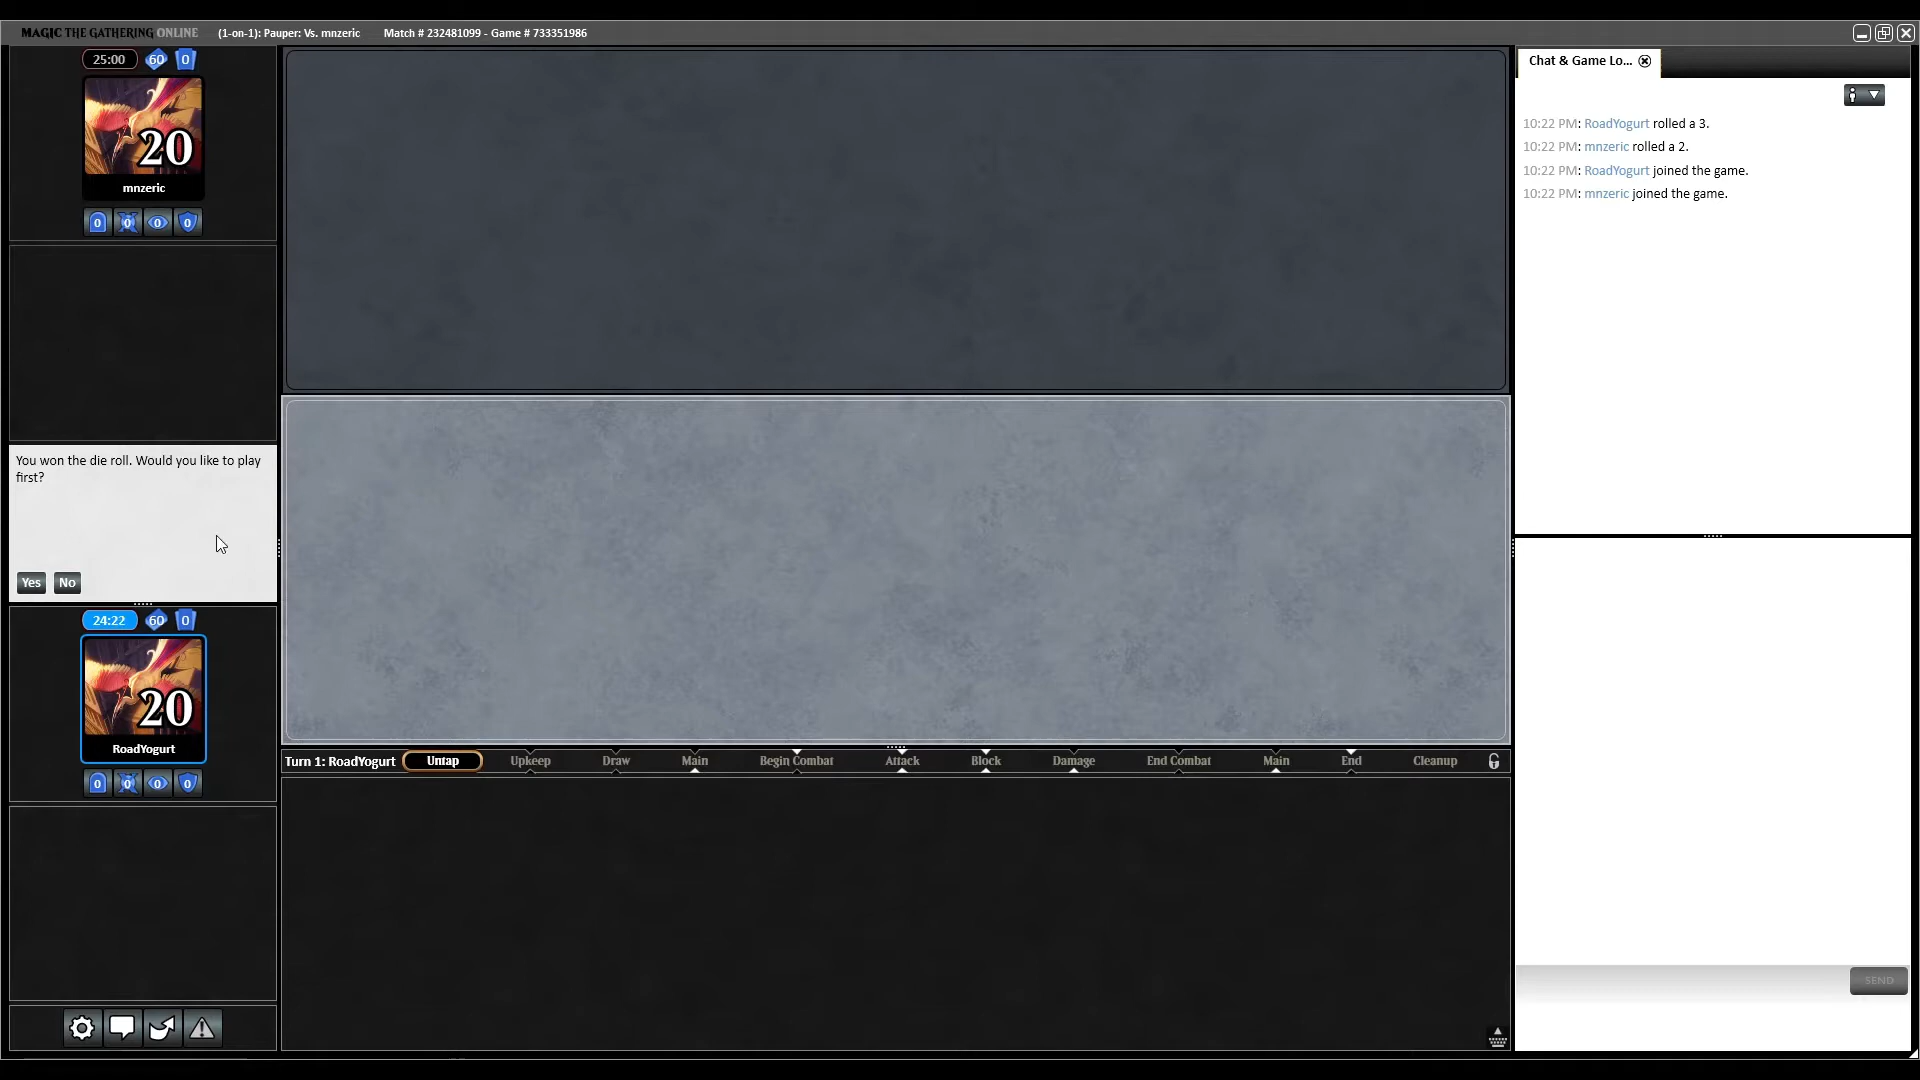 MAGIC THE GATHERING ONLINE (1-on-1): Pauper: Vs. mnzeric Match # 232481099 - Game # 733351986
25:00 60 0
20
mnzeric
0 0 0 0
You won the die roll. Would you like to play
first?
Yes No
24:22 60 0
20
RoadYogurt
0 0 0 0
Turn 1: RoadYogurt Untap Upkeep Draw Main Begin Combat Attack Block Damage End Combat Main End Cleanup
Chat & Game Lo...
10:22 PM: RoadYogurt rolled a 3.
10:22 PM: mnzeric rolled a 2.
10:22 PM: RoadYogurt joined the game.
10:22 PM: mnzeric joined the game.
SEND